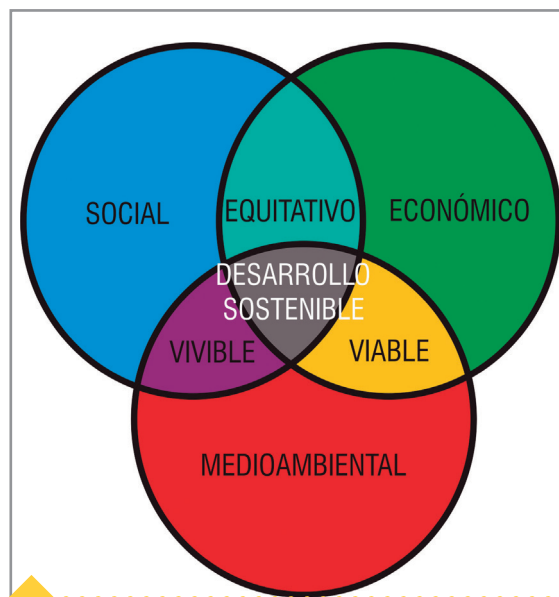 SOCIAL
EQUITATIVO
ECONÓMICO
DESARROLLO
SOSTENIBLE
VIVIBLE
VIABLE
MEDIOAMBIENTAL